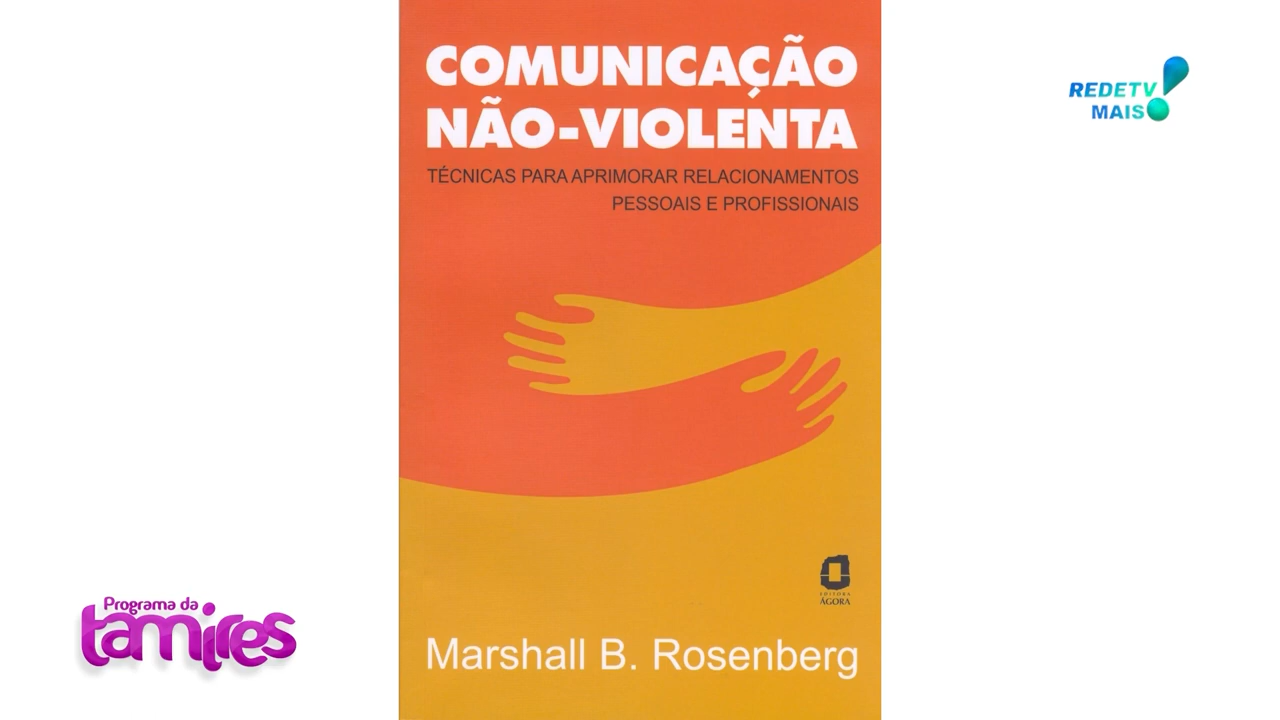 COMUNICAÇÃO
NÃO-VIOLENTA
TÉCNICAS PARA APRIMORAR RELACIONAMENTOS
PESSOAIS E PROFISSIONAIS
REDETV
MAIS!
EDITORA
ÁGORA
Marshall B. Rosenberg
Programa da
tamires